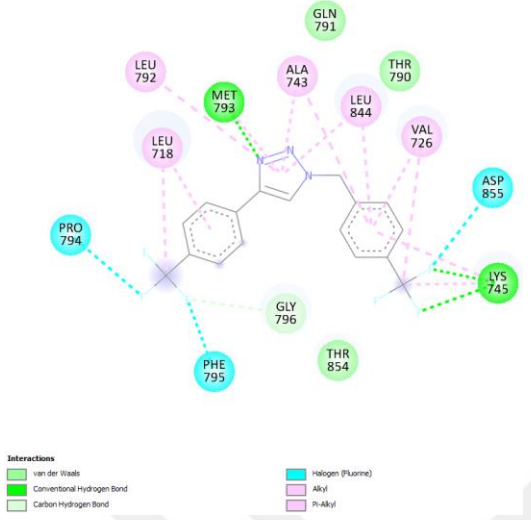 GLN
791
LEU
792
ALA
743
THR
790
MET
793
LEU
844
VAL
726
LEU
718
N
N
N
ASP
855
PRO
794
LYS
745
GLY
796
THR
854
PHE
795
Interactions
van der Waals
Conventional Hydrogen Bond
Carbon Hydrogen Bond
Halogen (Fluorine)
Alkyl
Pi-Alkyl